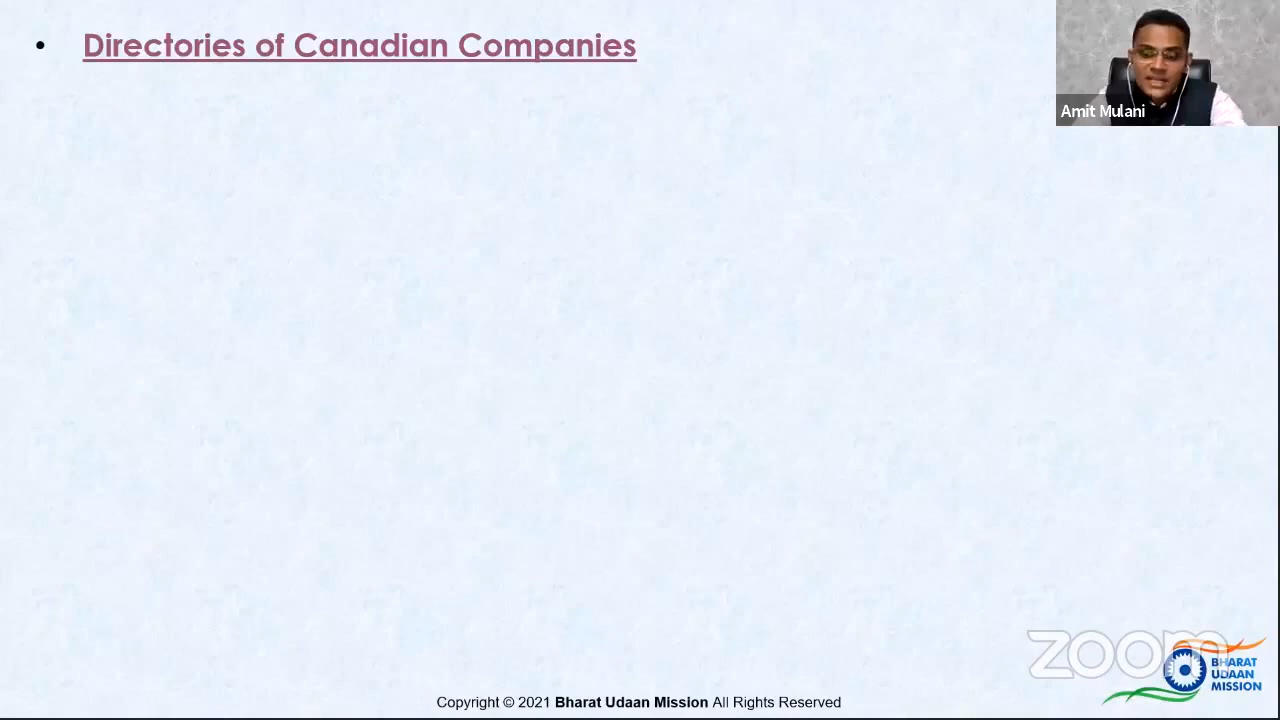 • Directories of Canadian Companies
Amit Mulani
zoom
BHARAT
UDAAN
MISSION
Copyright © 2021 Bharat Udaan Mission All Rights Reserved